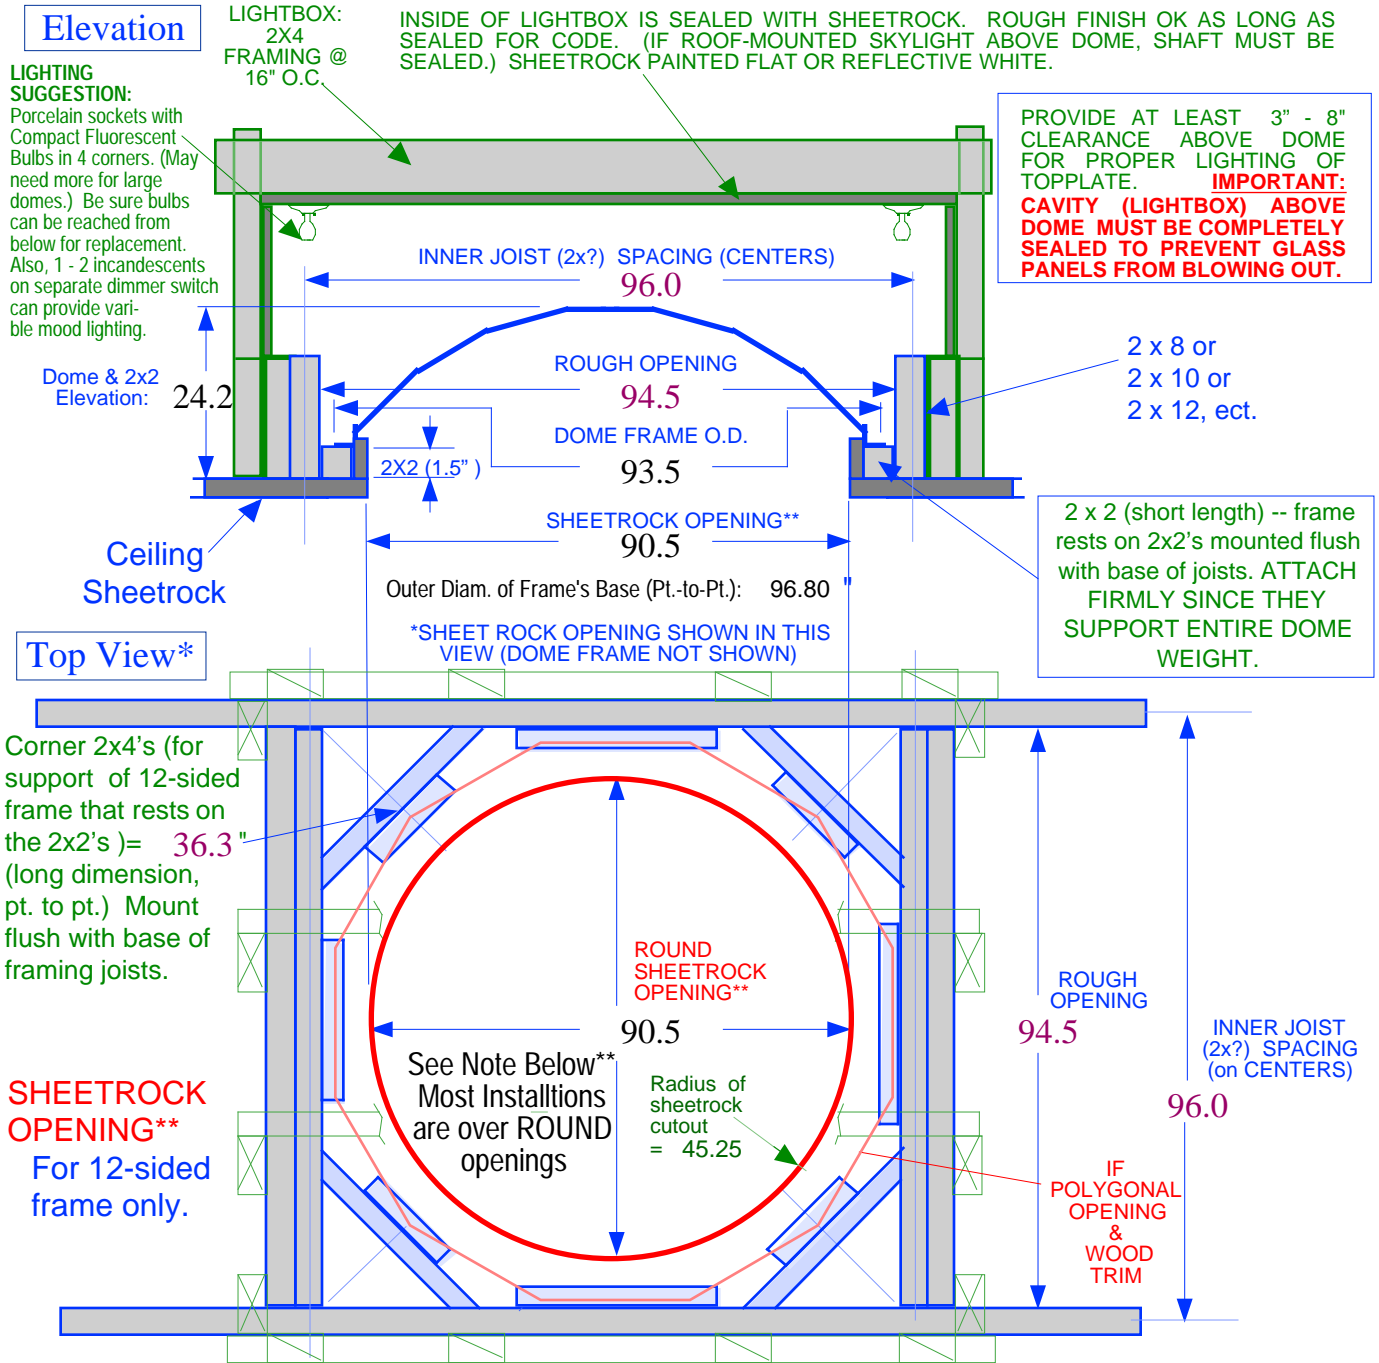 Elevation
LIGHTBOX:
2X4
FRAMING @
16" O.C.
INSIDE OF LIGHTBOX IS SEALED WITH SHEETROCK. ROUGH FINISH OK AS LONG AS
SEALED FOR CODE. (IF ROOF-MOUNTED SKYLIGHT ABOVE DOME, SHAFT MUST BE
SEALED.) SHEETROCK PAINTED FLAT OR REFLECTIVE WHITE.
LIGHTING
SUGGESTION:
Porcelain sockets with
Compact Fluorescent
Bulbs in 4 corners. (May
need more for large
domes.) Be sure bulbs
can be reached from
below for replacement.
Also, 1 - 2 incandescents
on separate dimmer switch
can provide vari-
ble mood lighting.
PROVIDE AT LEAST 3” - 8"
CLEARANCE ABOVE DOME
FOR PROPER LIGHTING OF
TOPPLATE. IMPORTANT:
CAVITY (LIGHTBOX) ABOVE
DOME MUST BE COMPLETELY
SEALED TO PREVENT GLASS
PANELS FROM BLOWING OUT.
INNER JOIST (2x?) SPACING (CENTERS)
96.0
Dome & 2x2
Elevation:
24.2
ROUGH OPENING
94.5
DOME FRAME O.D.
93.5
2X2 (1.5” )
2 x 8 or
2 x 10 or
2 x 12, ect.
SHEETROCK OPENING**
90.5
Ceiling
Sheetrock
Outer Diam. of Frame's Base (Pt.-to-Pt.): 96.80 "
2 x 2 (short length) -- frame
rests on 2x2's mounted flush
with base of joists. ATTACH
FIRMLY SINCE THEY
SUPPORT ENTIRE DOME
WEIGHT.
*SHEET ROCK OPENING SHOWN IN THIS
VIEW (DOME FRAME NOT SHOWN)
Top View*
Corner 2x4's (for
support of 12-sided
frame that rests on
the 2x2's )= 36.3 "
(long dimension,
pt. to pt.) Mount
flush with base of
framing joists.
ROUND
SHEETROCK
OPENING**
90.5
See Note Below**
Most Installtions
are over ROUND
openings
Radius of
sheetrock
cutout
= 45.25
ROUGH
OPENING
94.5
INNER JOIST
(2x?) SPACING
(on CENTERS)
96.0
SHEETROCK
OPENING**
For 12-sided
frame only.
IF
POLYGONAL
OPENING
&
WOOD
TRIM